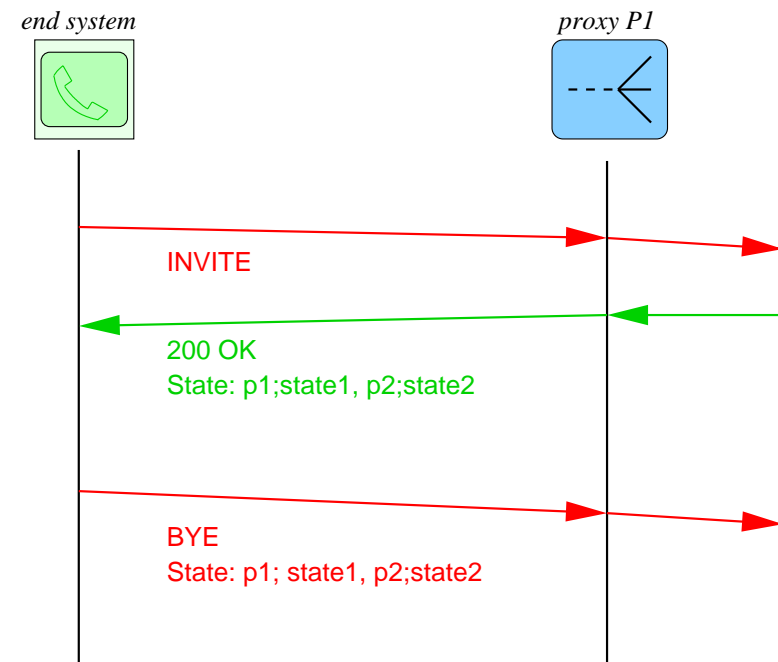 end system
proxy P1
INVITE
200 OK
State: p1;state1, p2;state2
BYE
State: p1; state1, p2;state2